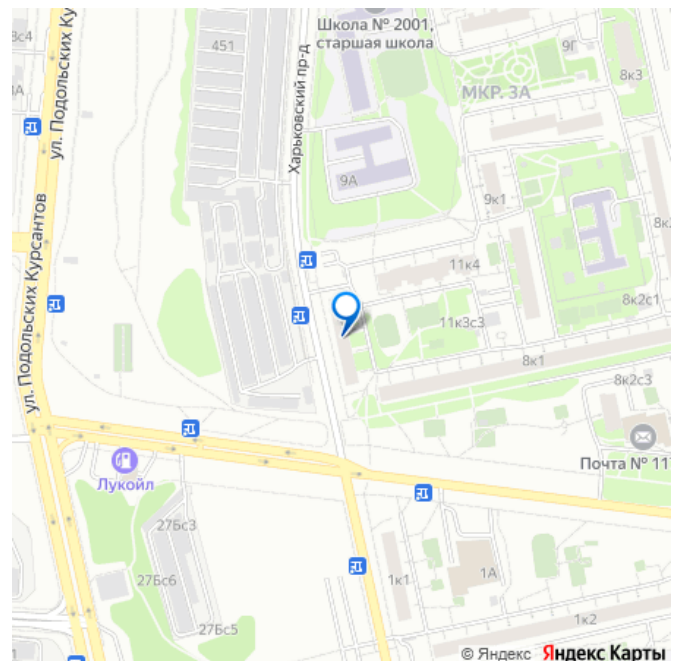 Школа № 2001,
старшая школа
451
9Г
8к3
МКР. 3А
ул. Подольских Ку
Харьковский пр-д
9А
9к1
ул. Подольских Курсантов
11к4
8к2с1
11к3с3
8к1
8к2с3
Почта № 11
Лукойл
27Бс3
27Бс6
27Бс5
1к1
1А
1к2
© Яндекс Яндекс Карты